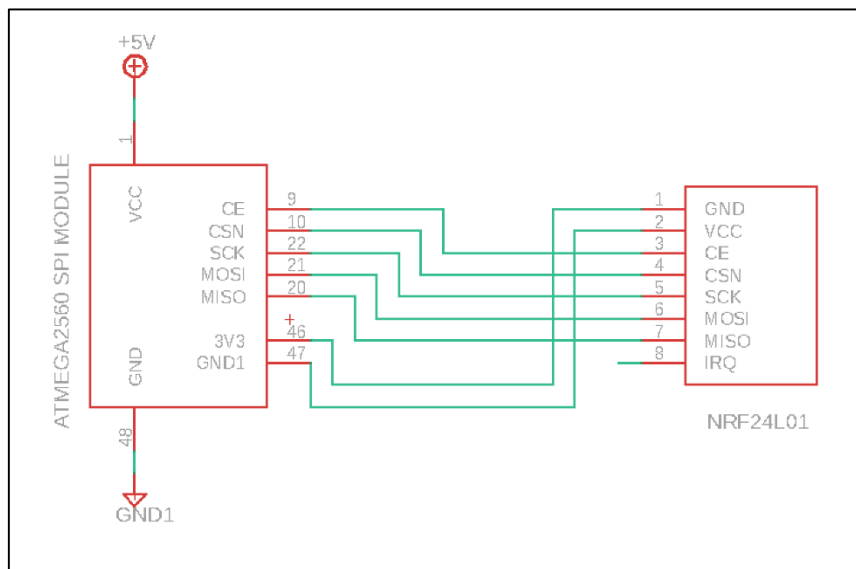 +5V
1
ATMEGA2560 SPI MODULE
VCC
GND
48
GND1
CE 9
CSN 10
SCK 22
MOSI 21
MISO 20
+
3V3 46
GND1 47
1 GND
2 VCC
3 CE
4 CSN
5 SCK
6 MOSI
7 MISO
8 IRQ
NRF24L01